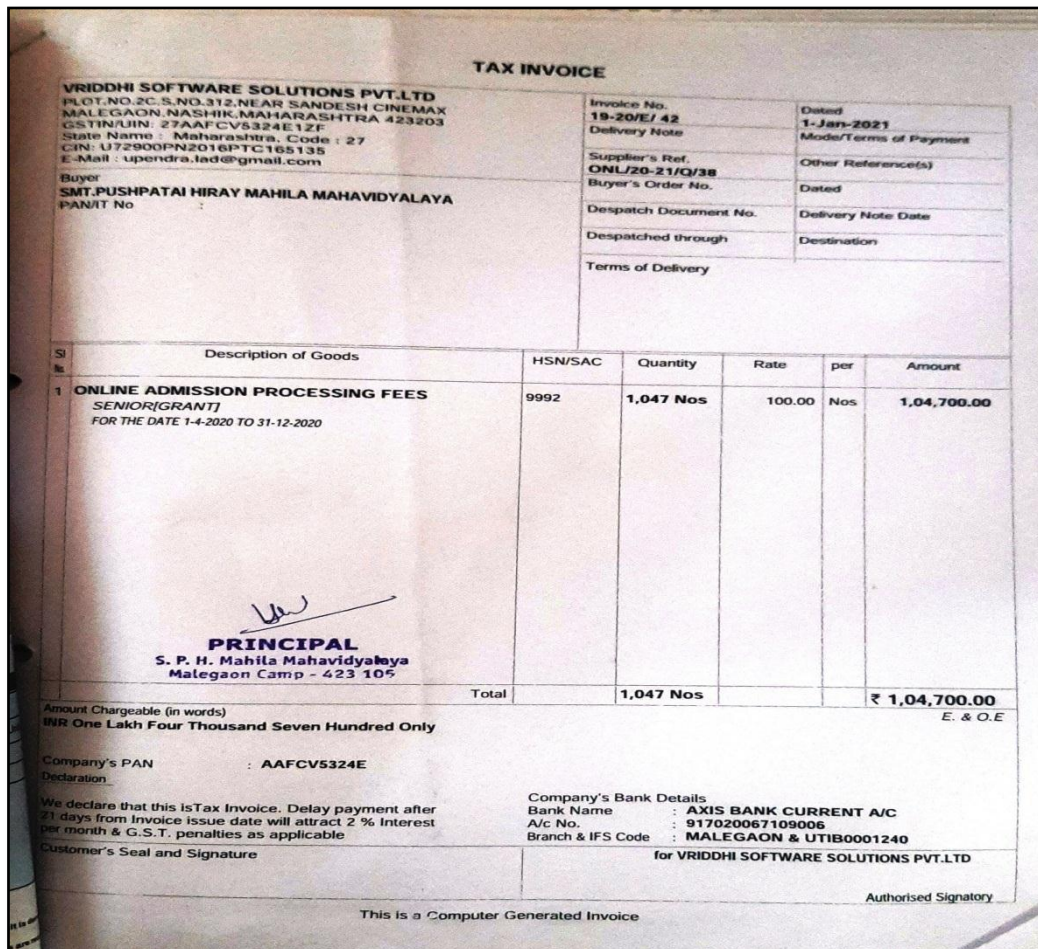 TAX INVOICE
VRIDDHI SOFTWARE SOLUTIONS PVT.LTD
PLOT.NO.2C,S.NO.312,NEAR SANDESH CINEMAX
MALEGAON,NASHIK,MAHARASHTRA 423203
GSTIN/UIN: 27AAFCV5324E1ZF
State Name : Maharashtra, Code : 27
CIN: U72900PN2016PTC165135
E-Mail : upendra.lad@gmail.com
Invoice No.
19-20/E/ 42
Dated
1-Jan-2021
Delivery Note
Mode/Terms of Payment
Supplier's Ref.
ONL/20-21/Q/38
Other Reference(s)
Buyer
SMT.PUSHPATAI HIRAY MAHILA MAHAVIDYALAYA
PAN/IT No :
Buyer's Order No.
Dated
Despatch Document No.
Delivery Note Date
Despatched through
Destination
Terms of Delivery
Sl No. Description of Goods HSN/SAC Quantity Rate per Amount
1 ONLINE ADMISSION PROCESSING FEES 9992 1,047 Nos 100.00 Nos 1,04,700.00
SENIOR[GRANT]
FOR THE DATE 1-4-2020 TO 31-12-2020
PRINCIPAL
S. P. H. Mahila Mahavidyalaya
Malegaon Camp - 423 105
Total 1,047 Nos ₹ 1,04,700.00
Amount Chargeable (in words) E. & O.E
INR One Lakh Four Thousand Seven Hundred Only
Company's PAN : AAFCV5324E
Declaration
We declare that this isTax Invoice. Delay payment after
21 days from Invoice issue date will attract 2 % Interest
per month & G.S.T. penalties as applicable
Company's Bank Details
Bank Name : AXIS BANK CURRENT A/C
A/c No. : 917020067109006
Branch & IFS Code : MALEGAON & UTIB0001240
Customer's Seal and Signature
for VRIDDHI SOFTWARE SOLUTIONS PVT.LTD
Authorised Signatory
This is a Computer Generated Invoice